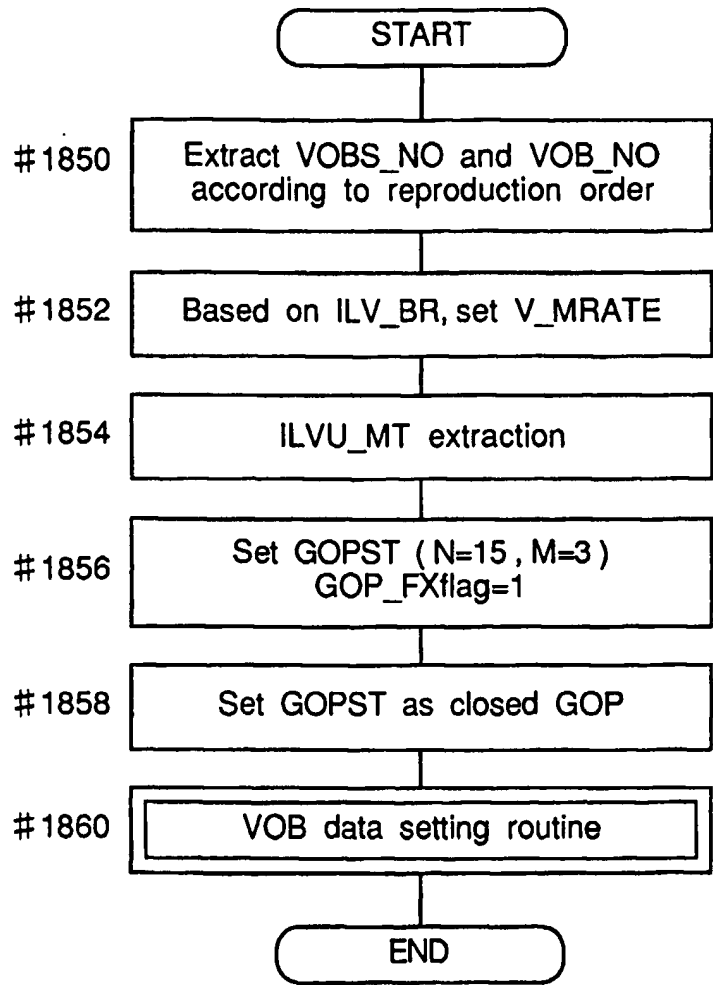 START
#1850
Extract VOBS_NO and VOB_NO
according to reproduction order
#1852
Based on ILV_BR, set V_MRATE
#1854
ILVU_MT extraction
#1856
Set GOPST (N=15, M=3)
GOP_FXflag=1
#1858
Set GOPST as closed GOP
#1860
VOB data setting routine
END